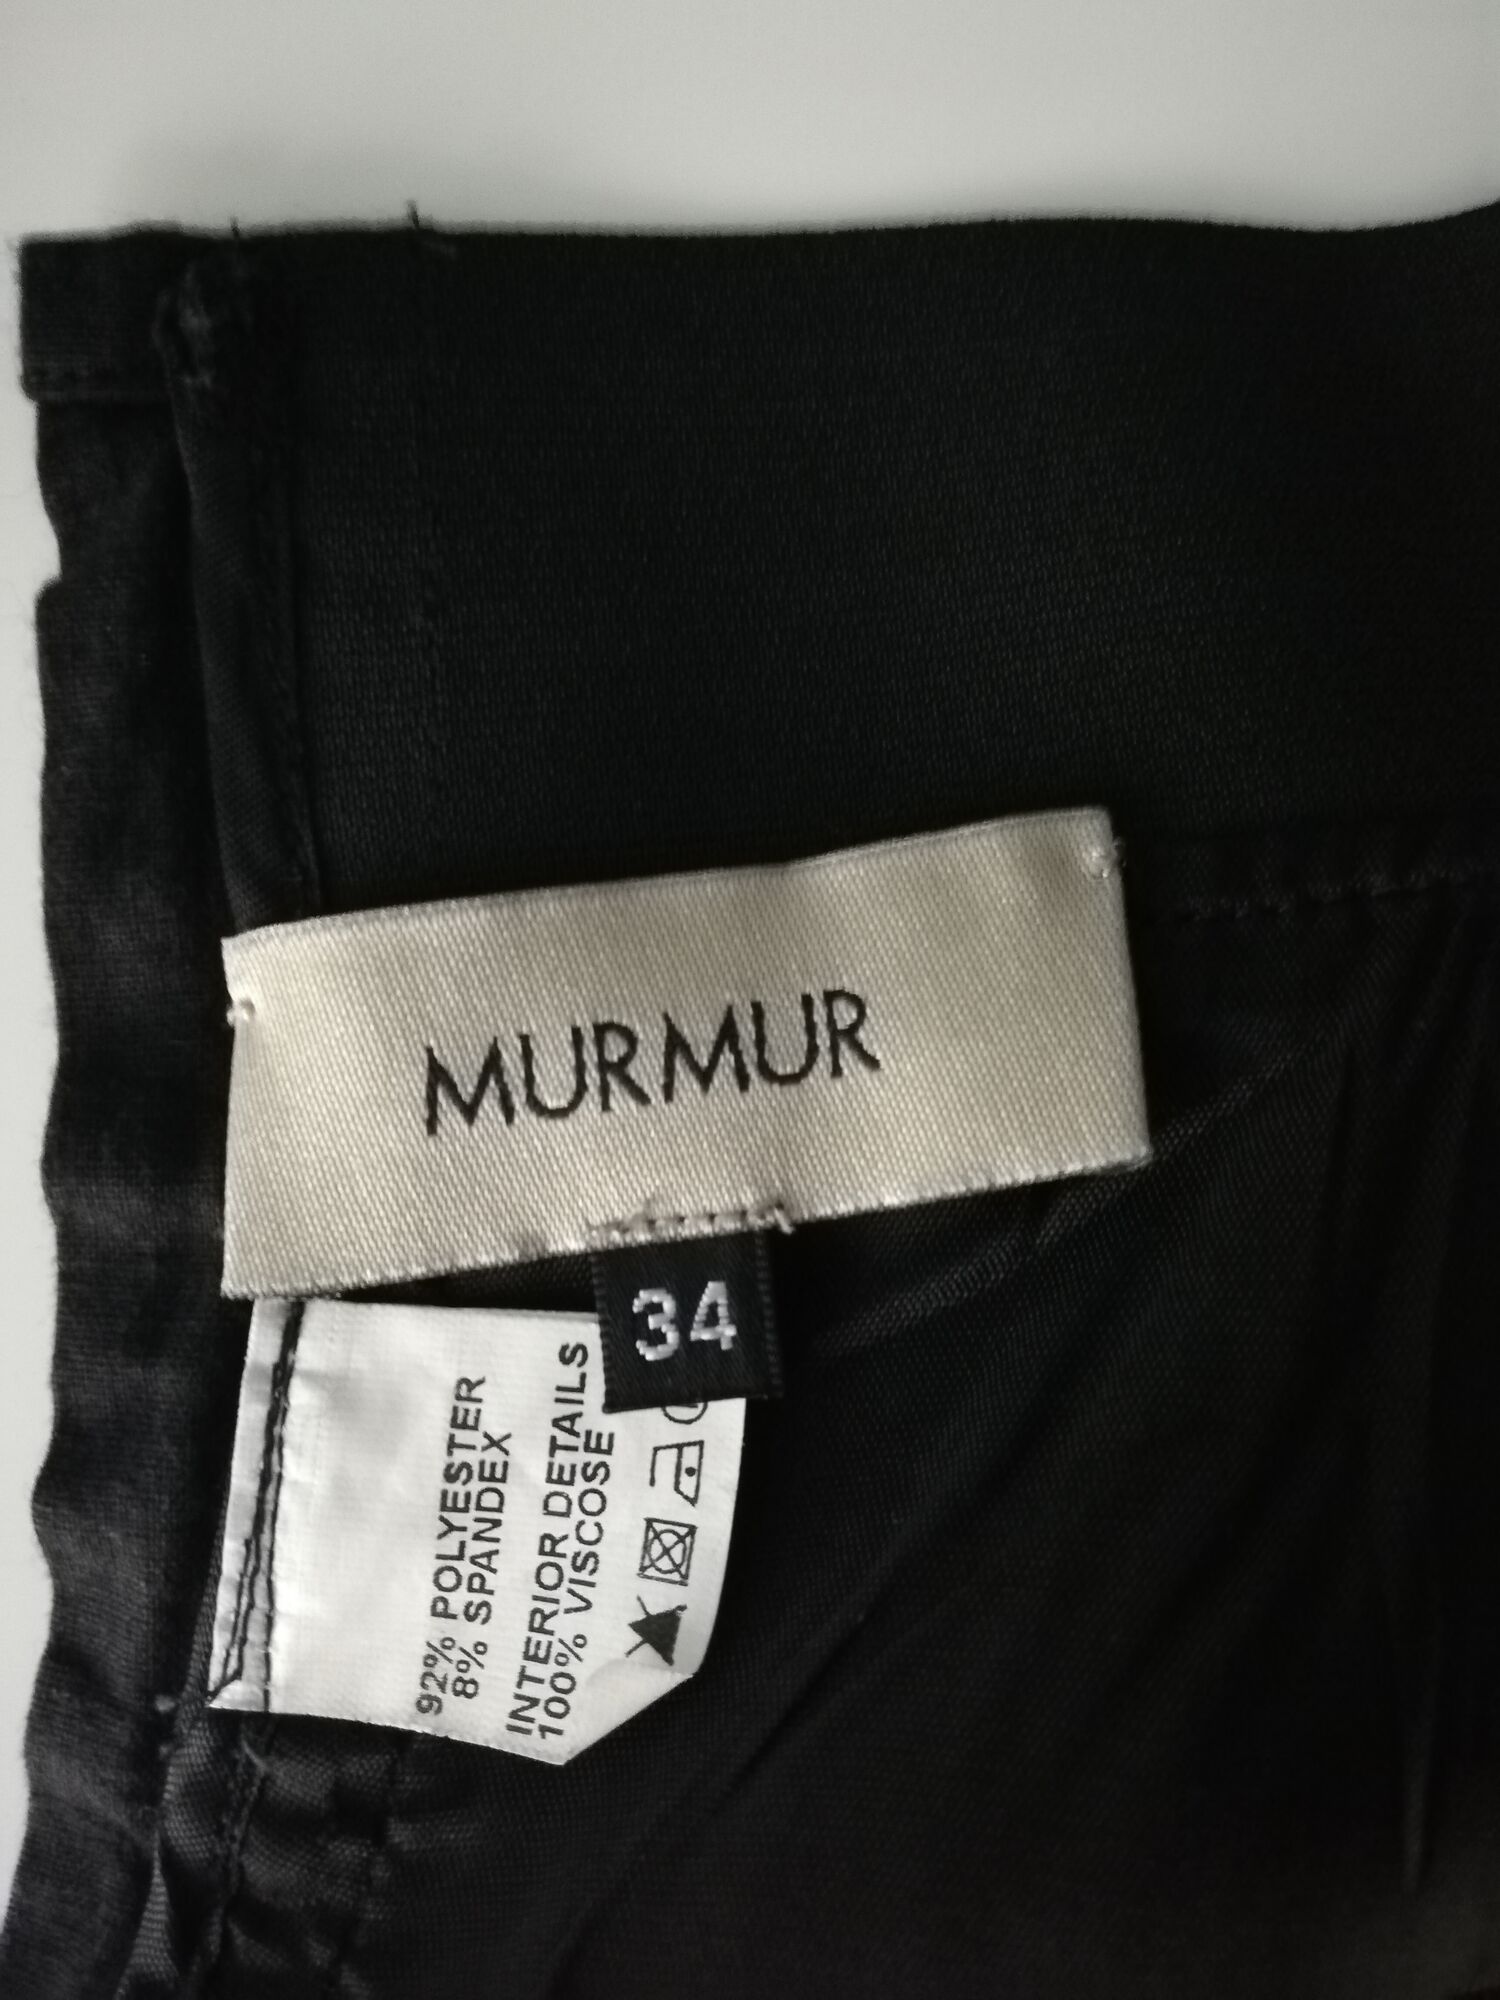 MURMUR
34
92% POLYESTER
8% SPANDEX
INTERIOR DETAILS
100% VISCOSE